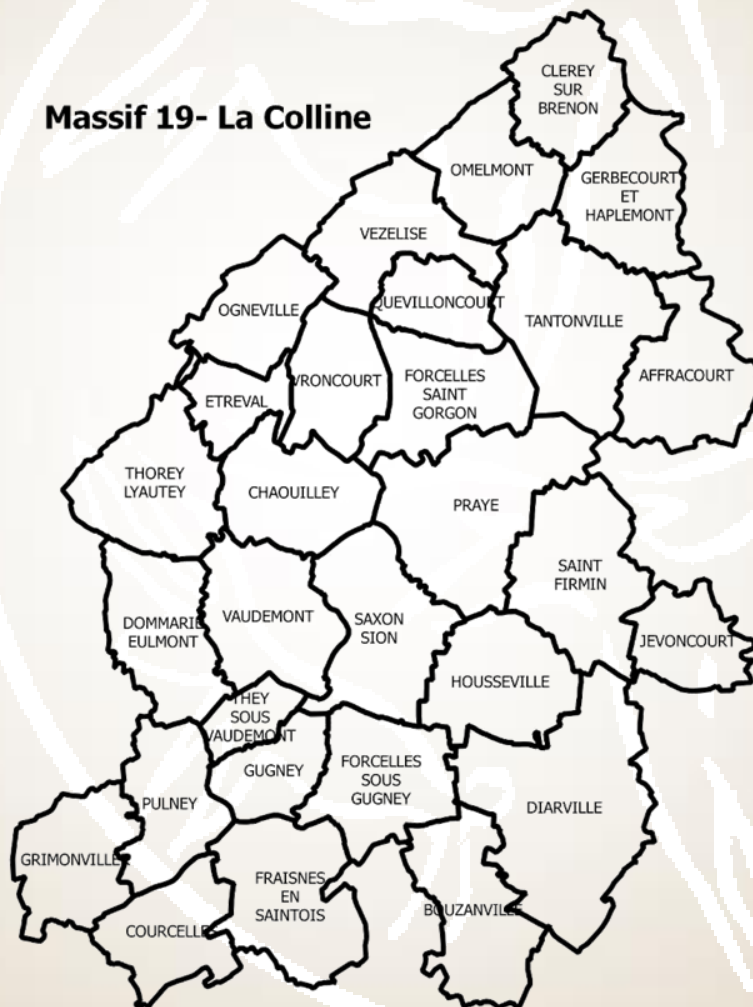 Massif 19- La Colline
CLEREY
SUR
BRENON
OMELMONT
GERBECOURT
ET
HAPLEMONT
VEZELISE
OGNEVILLE
QUEVILLONCOURT
TANTONVILLE
ETREVAL
VRONCOURT
FORCELLES
SAINT
GORGON
AFFRACOURT
THOREY
LYAUTEY
CHAOUILLEY
PRAYE
SAINT
FIRMIN
DOMMARIE
EULMONT
VAUDEMONT
SAXON
SION
JEVONCOURT
HOUSSEVILLE
THEY
SOUS
VAUDEMONT
GUGNEY
FORCELLES
SOUS
GUGNEY
PULNEY
DIARVILLE
GRIMONVILLER
FRAISNES
EN
SAINTOIS
COURCELLES
BOUZANVILLE